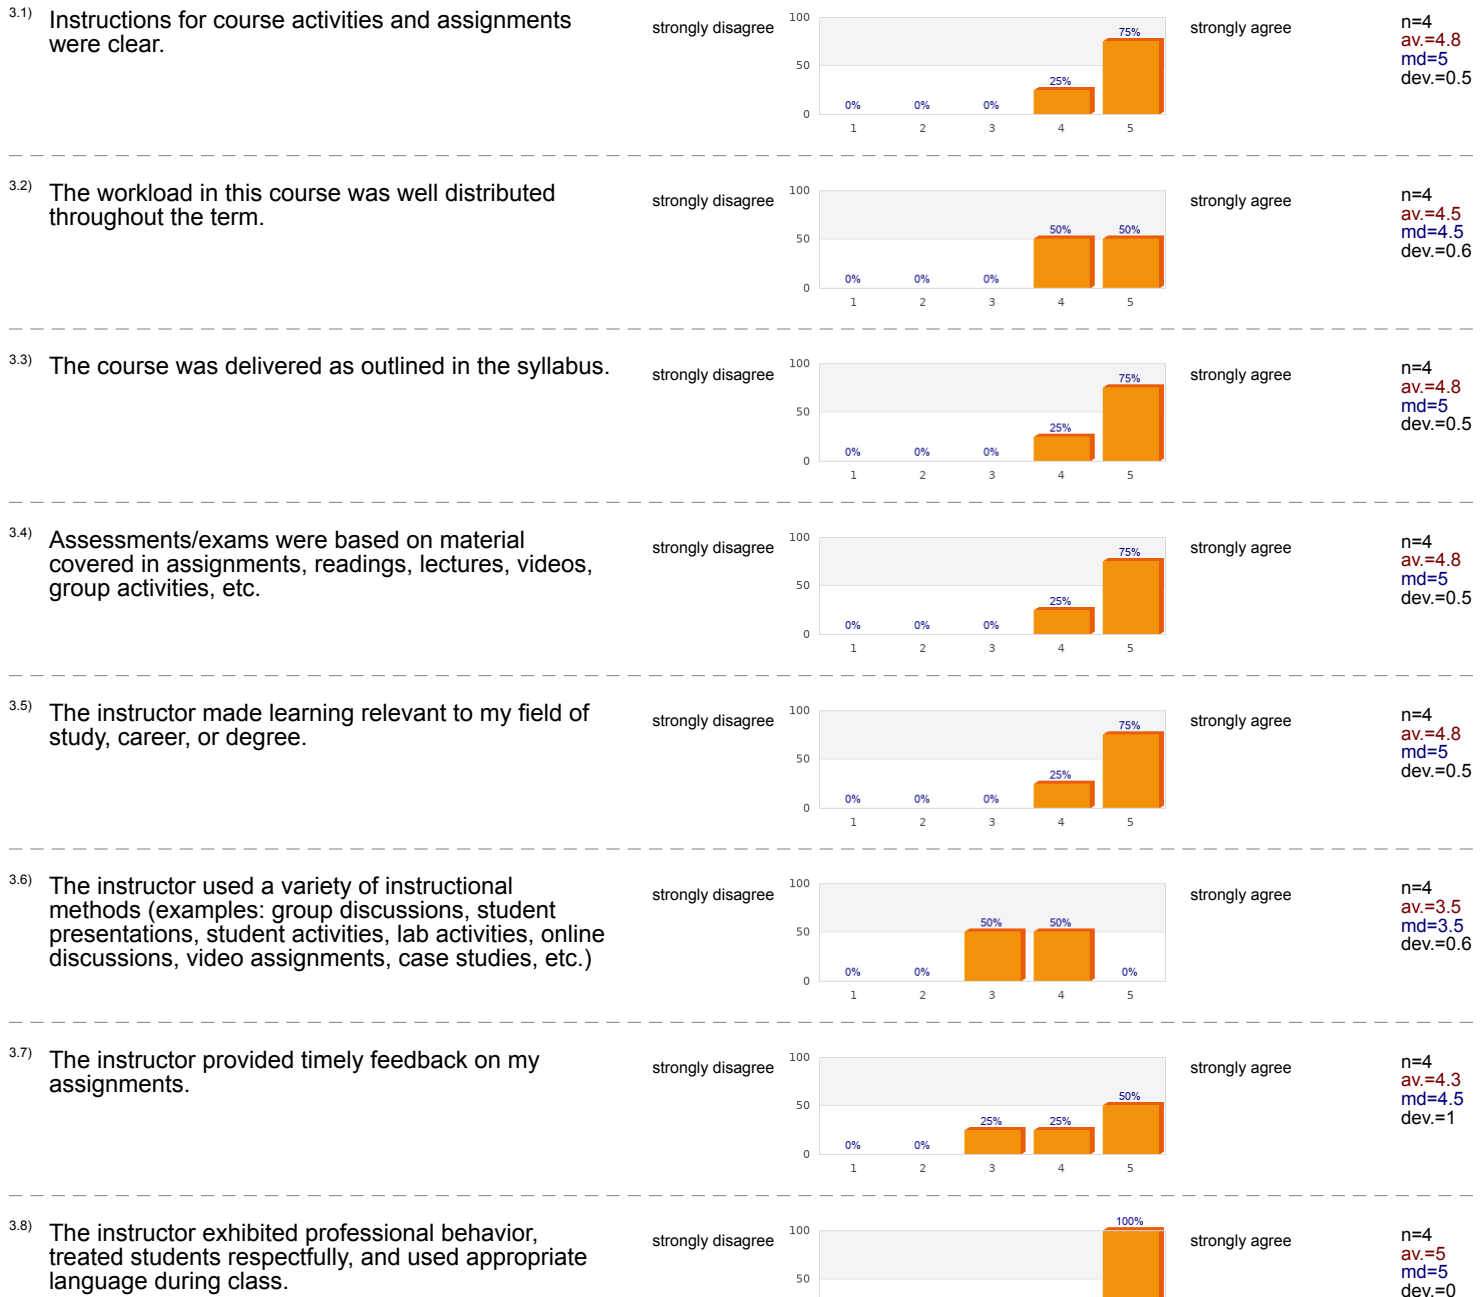 3.1) Instructions for course activities and assignments
were clear.
strongly disagree
100
50
0
0%
0%
0%
25%
75%
1 2 3 4 5
strongly agree
n=4
av.=4.8
md=5
dev.=0.5
3.2) The workload in this course was well distributed
throughout the term.
strongly disagree
100
50
0
0%
0%
0%
50%
50%
1 2 3 4 5
strongly agree
n=4
av.=4.5
md=4.5
dev.=0.6
3.3) The course was delivered as outlined in the syllabus.
strongly disagree
100
50
0
0%
0%
0%
25%
75%
1 2 3 4 5
strongly agree
n=4
av.=4.8
md=5
dev.=0.5
3.4) Assessments/exams were based on material
covered in assignments, readings, lectures, videos,
group activities, etc.
strongly disagree
100
50
0
0%
0%
0%
25%
75%
1 2 3 4 5
strongly agree
n=4
av.=4.8
md=5
dev.=0.5
3.5) The instructor made learning relevant to my field of
study, career, or degree.
strongly disagree
100
50
0
0%
0%
0%
25%
75%
1 2 3 4 5
strongly agree
n=4
av.=4.8
md=5
dev.=0.5
3.6) The instructor used a variety of instructional
methods (examples: group discussions, student
presentations, student activities, lab activities, online
discussions, video assignments, case studies, etc.)
strongly disagree
100
50
0
0%
0%
50%
50%
0%
1 2 3 4 5
strongly agree
n=4
av.=3.5
md=3.5
dev.=0.6
3.7) The instructor provided timely feedback on my
assignments.
strongly disagree
100
50
0
0%
0%
25%
25%
50%
1 2 3 4 5
strongly agree
n=4
av.=4.3
md=4.5
dev.=1
3.8) The instructor exhibited professional behavior,
treated students respectfully, and used appropriate
language during class.
strongly disagree
100
50
100%
strongly agree
n=4
av.=5
md=5
dev.=0